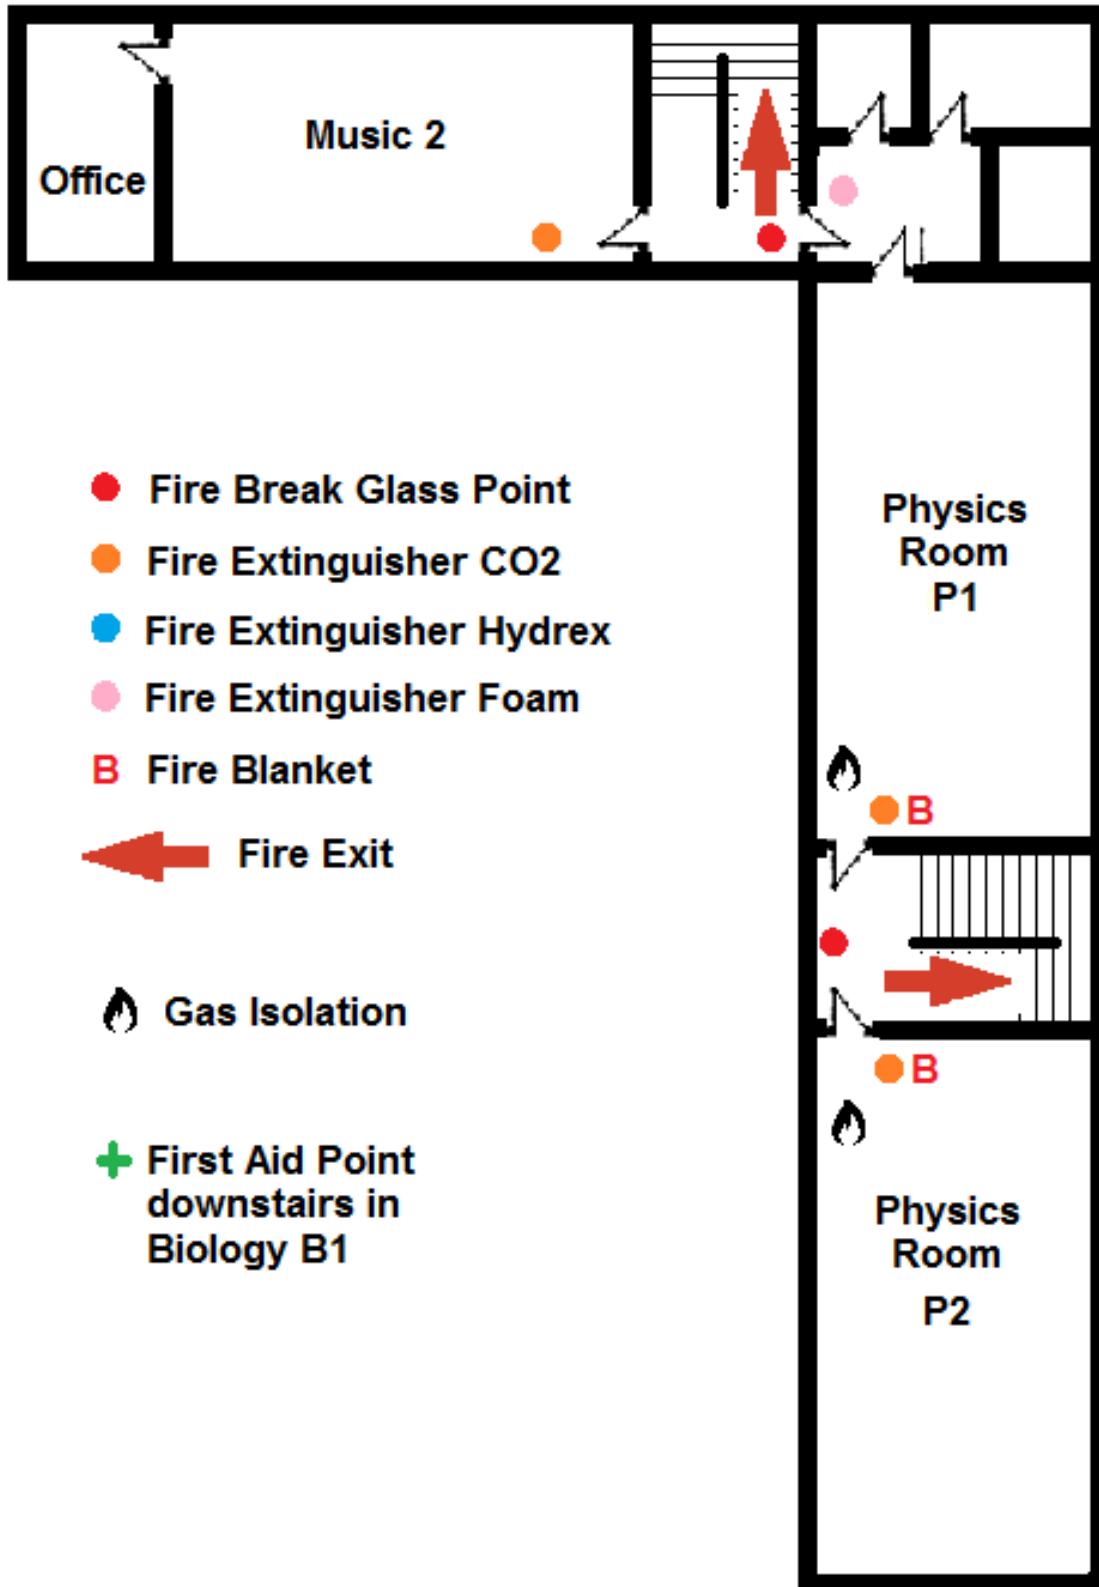 Music 2
Office
Fire Break Glass Point
Fire Extinguisher CO2
Fire Extinguisher Hydrex
Fire Extinguisher Foam
B Fire Blanket
Fire Exit
Gas Isolation
First Aid Point
downstairs in
Biology B1
Physics
Room
P1
B
B
Physics
Room
P2